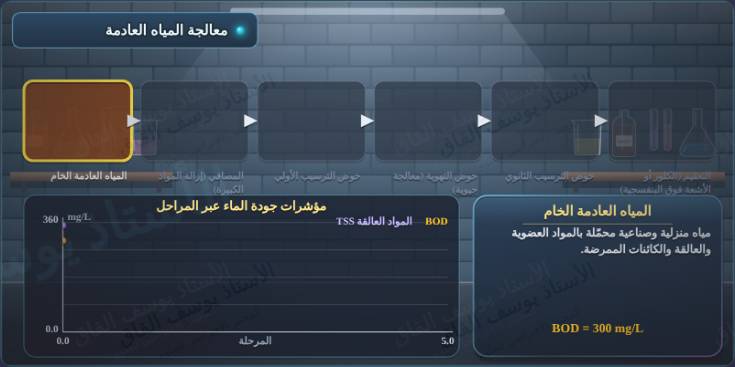 معالجة المياه العادمة
المياه العادمة الخام
المصافي (إزالة المواد
الكبيرة)
حوض الترسيب الأولي
حوض التهوية (معالجة
حيوية)
حوض الترسيب الثانوي
التعقيم (الكلور أو
الأشعة فوق البنفسجية)
مؤشرات جودة الماء عبر المراحل
BOD
المواد العالقة TSS
mg/L
360
0.0
0.0
المرحلة
5.0
المياه العادمة الخام
مياه منزلية وصناعية محمّلة بالمواد العضوية
والعالقة والكائنات الممرضة.
BOD = 300 mg/L
الأستاذ يوسف